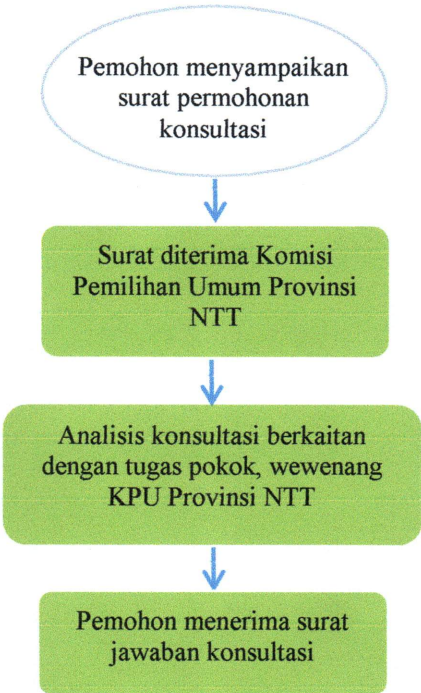 Pemohon menyampaikan
surat permohonan
konsultasi
Surat diterima Komisi
Pemilihan Umum Provinsi
NTT
Analisis konsultasi berkaitan
dengan tugas pokok, wewenang
KPU Provinsi NTT
Pemohon menerima surat
jawaban konsultasi